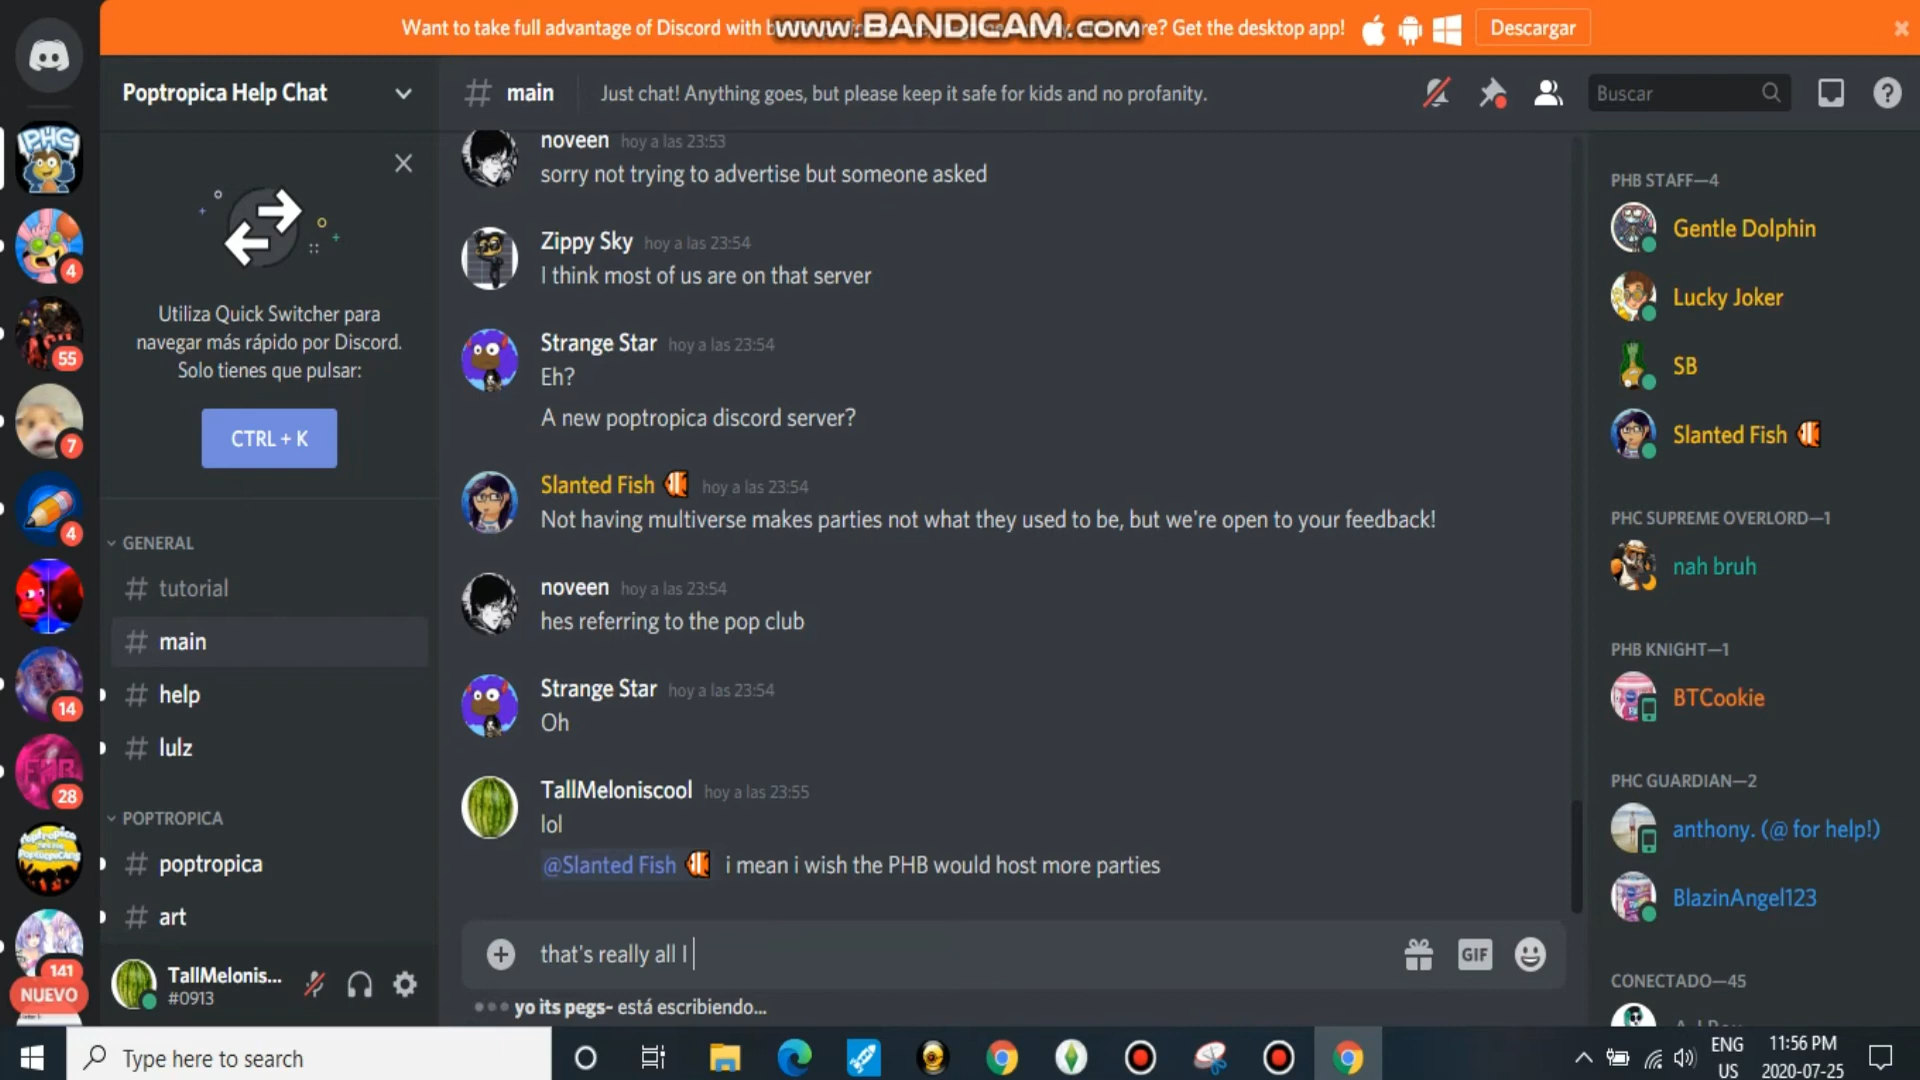 Want to take full advantage of Discord with b
www.BANDICAM.com
re? Get the desktop app!
Descargar
Poptropica Help Chat
main
Just chat! Anything goes, but please keep it safe for kids and no profanity.
Buscar
PHC
4
55
7
4
14
28
141
NUEVO
Utiliza Quick Switcher para
navegar más rápido por Discord.
Solo tienes que pulsar:
CTRL + K
GENERAL
# tutorial
# main
# help
# lulz
POPTROPICA
# poptropica
# art
TallMelonis...
#0913
noveen hoy a las 23:53
sorry not trying to advertise but someone asked
Zippy Sky hoy a las 23:54
I think most of us are on that server
Strange Star hoy a las 23:54
Eh?
A new poptropica discord server?
Slanted Fish hoy a las 23:54
Not having multiverse makes parties not what they used to be, but we're open to your feedback!
noveen hoy a las 23:54
hes referring to the pop club
Strange Star hoy a las 23:54
Oh
TallMeloniscool hoy a las 23:55
lol
@Slanted Fish i mean i wish the PHB would host more parties
that's really all I
GIF
yo its pegs- está escribiendo...
PHB STAFF—4
Gentle Dolphin
Lucky Joker
SB
Slanted Fish
PHC SUPREME OVERLORD—1
nah bruh
PHB KNIGHT—1
BTCookie
PHC GUARDIAN—2
anthony. (@ for help!)
BlazinAngel123
CONECTADO—45
Type here to search
ENG
US
11:56 PM
2020-07-25